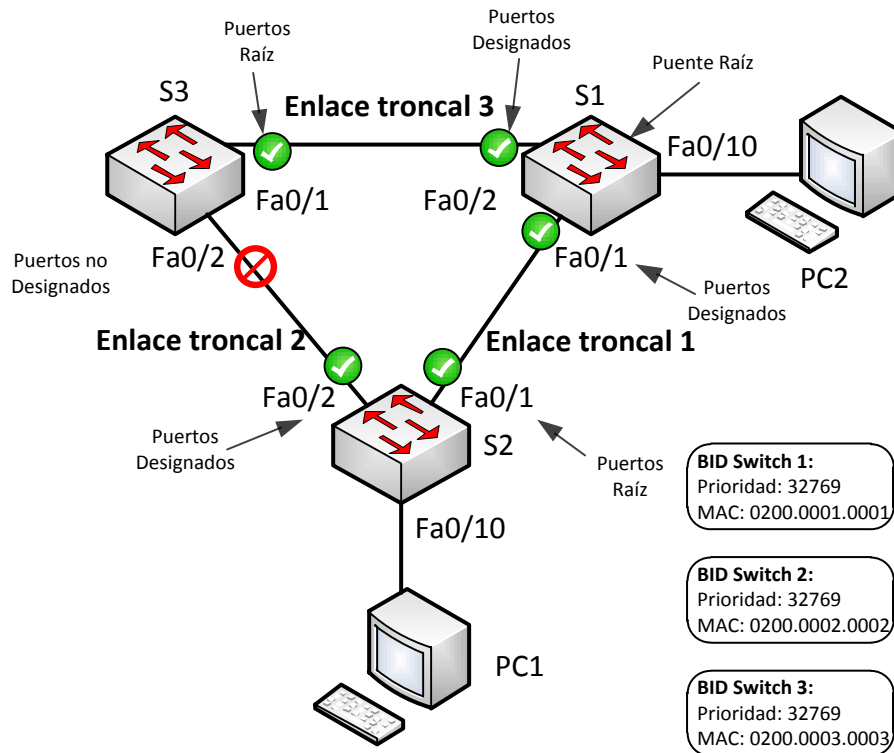 Puertos
Raíz
Puertos
Designados
Puente Raíz
S3
Enlace troncal 3
S1
Fa0/10
Fa0/1
Fa0/2
PC2
Puertos no
Designados
Fa0/2
Fa0/1
Puertos
Designados
Enlace troncal 2
Enlace troncal 1
Fa0/2
Fa0/1
Puertos
Designados
S2
Puertos
Raíz
Fa0/10
PC1
BID Switch 1:
Prioridad: 32769
MAC: 0200.0001.0001
BID Switch 2:
Prioridad: 32769
MAC: 0200.0002.0002
BID Switch 3:
Prioridad: 32769
MAC: 0200.0003.0003